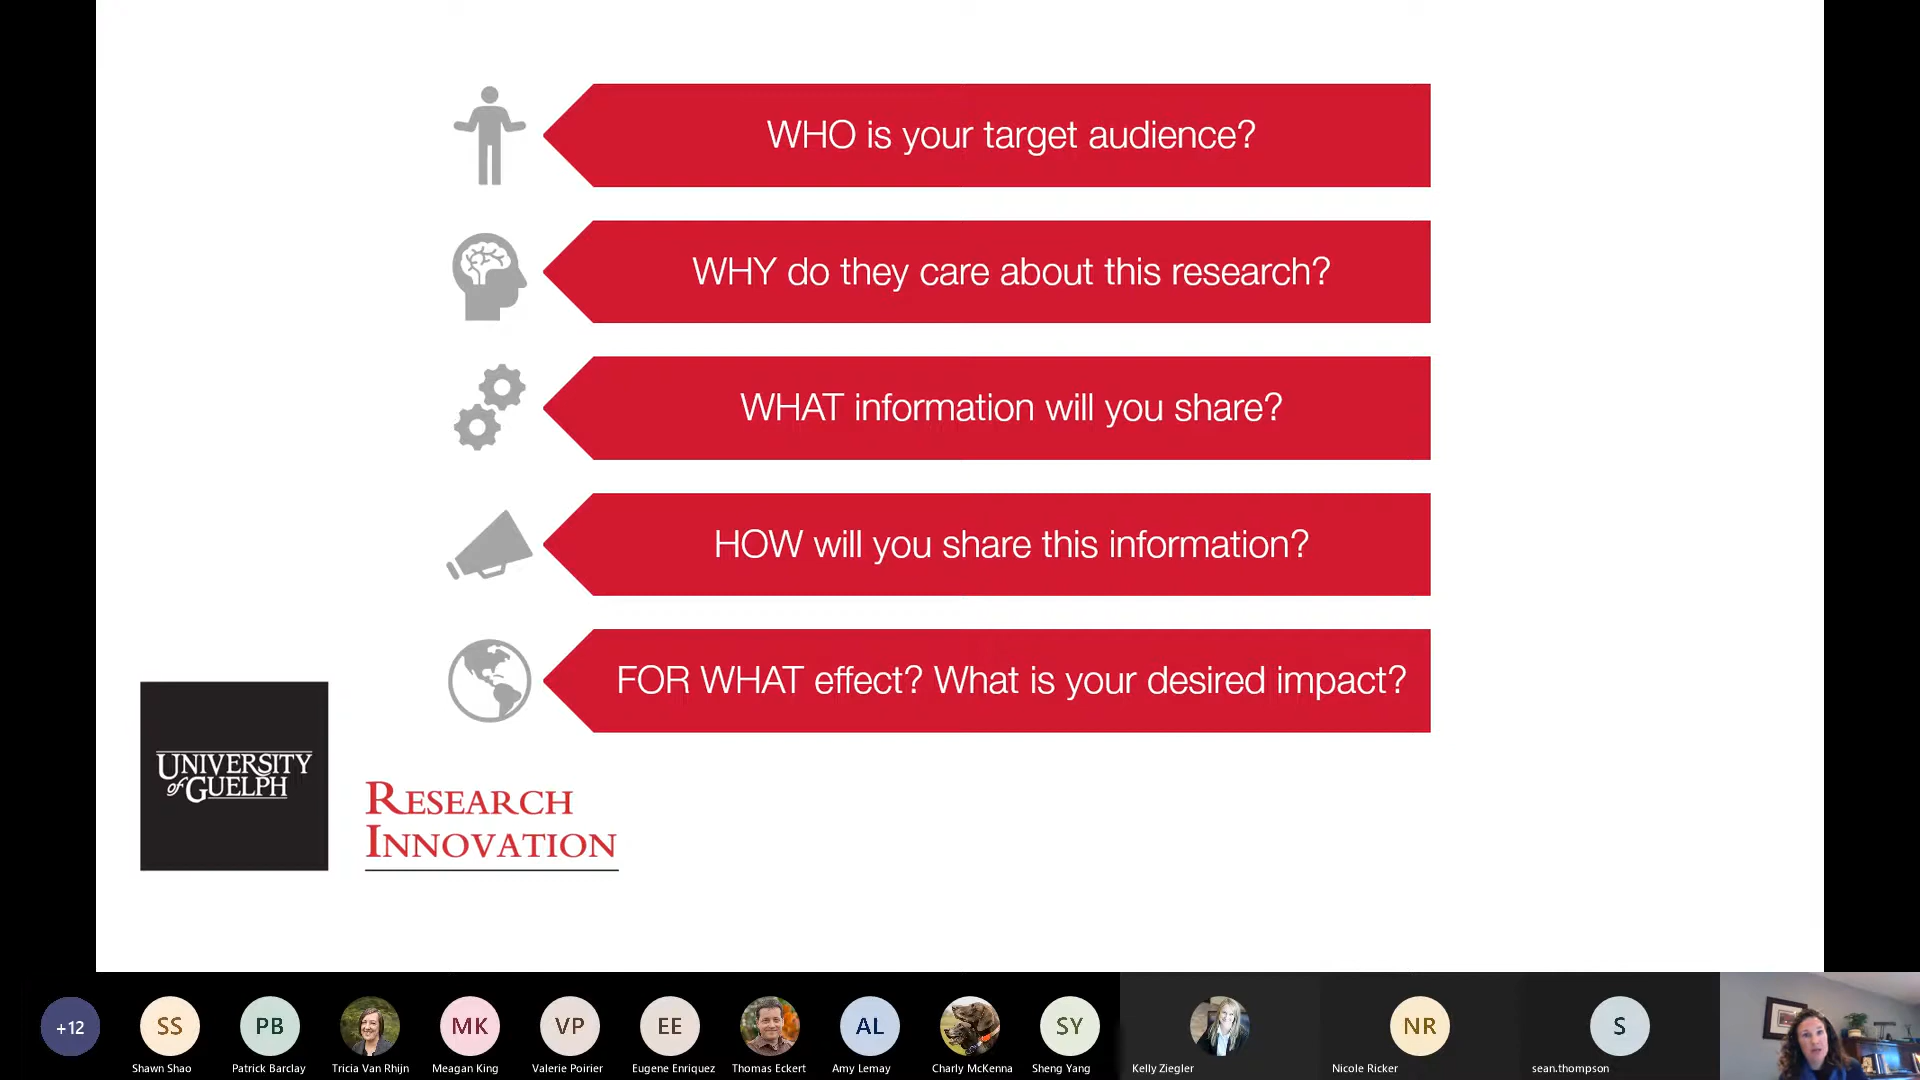 WHO is your target audience?
WHY do they care about this research?
WHAT information will you share?
HOW will you share this information?
FOR WHAT effect? What is your desired impact?
UNIVERSITY
of GUELPH
RESEARCH
INNOVATION
+12
SS
PB
MK
VP
EE
AL
SY
NR
S
Shawn Shao
Patrick Barclay
Tricia Van Rhijn
Meagan King
Valerie Poirier
Eugene Enriquez
Thomas Eckert
Amy Lemay
Charly McKenna
Sheng Yang
Kelly Ziegler
Nicole Ricker
sean.thompson